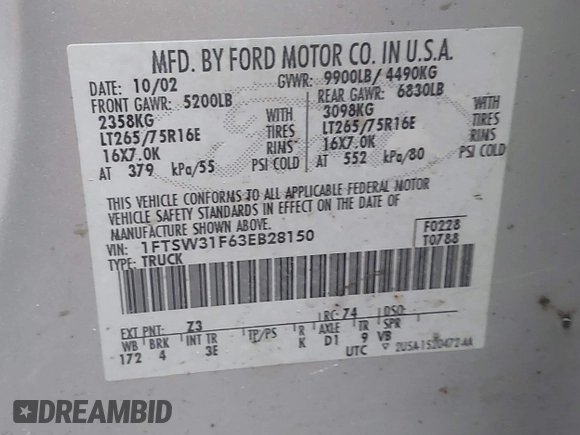 MFD. BY FORD MOTOR CO. IN U.S.A.
DATE: 10/02 GVWR: 9900LB/ 4490KG
FRONT GAWR: 5200LB REAR GAWR: 6830LB
2358KG WITH 3098KG WITH
LT265/75R16E TIRES LT265/75R16E TIRES
16X7.0K RIMS 16X7.0K RIMS
AT 379 kPa/55 PSI COLD AT 552 kPa/80 PSI COLD
THIS VEHICLE CONFORMS TO ALL APPLICABLE FEDERAL MOTOR
VEHICLE SAFETY STANDARDS IN EFFECT ON THE DATE OF
MANUFACTURE SHOWN ABOVE.
VIN: 1FTSW31F63EB28150 F0228
TYPE: TRUCK T0788
EXT PNT: Z3 RC: 74 DSO:
WB BRK INT TR TP/PS R AXLE TR SPR
172 4 3E K D1 9 VB
UTC
DREAMBID